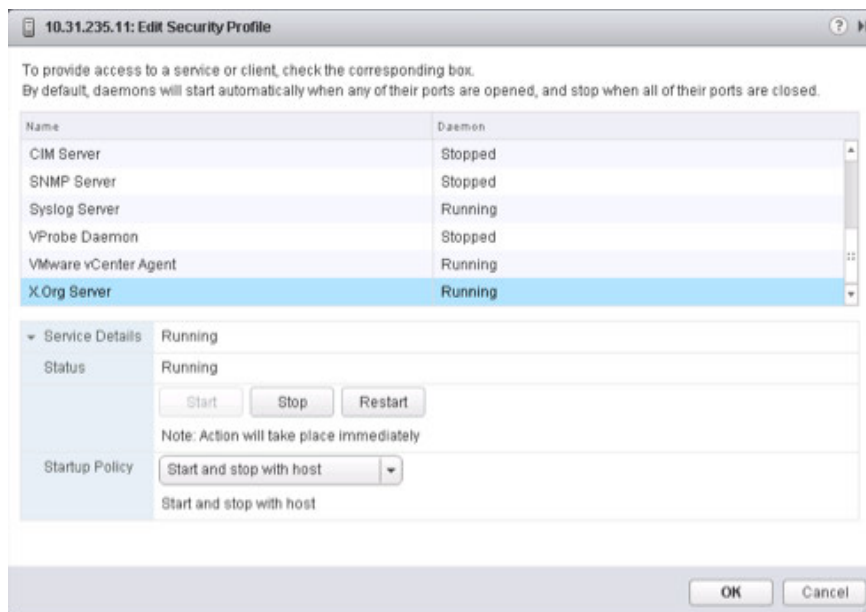 10.31.235.11: Edit Security Profile
?
To provide access to a service or client, check the corresponding box.
By default, daemons will start automatically when any of their ports are opened, and stop when all of their ports are closed.
Name Daemon
CIM Server Stopped
SNMP Server Stopped
Syslog Server Running
VProbe Daemon Stopped
VMware vCenter Agent Running
X.Org Server Running
Service Details Running
Status Running
Start Stop Restart
Note: Action will take place immediately
Startup Policy Start and stop with host
Start and stop with host
OK Cancel